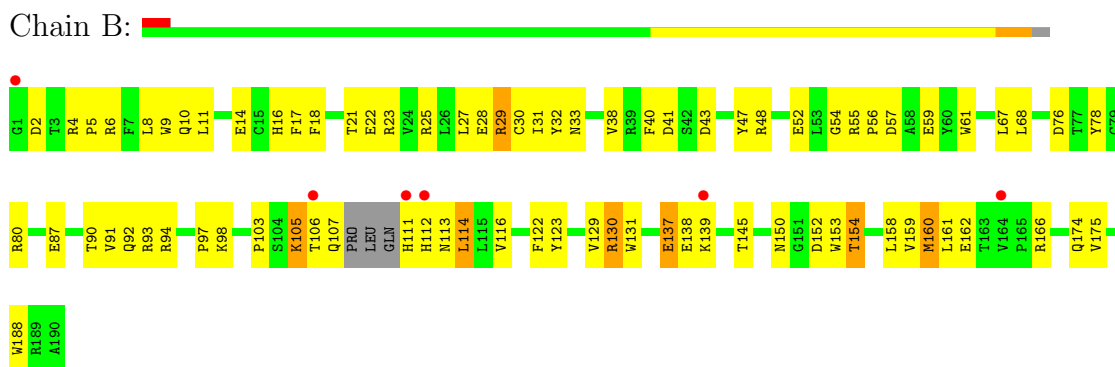 Chain B:
G1 D2 T3 R4 P5 R6 F7 L8 W9 Q10 L11 E14 C15 H16 F17 F18 T21 E22 R23 V24 R25 L26 L27 E28 R29 C30 I31 Y32 N33 V38 R39 F40 D41 S42 D43 Y47 R48 E52 L53 G54 R55 P56 D57 A58 E59 Y60 W61 L67 L68 D76 T77 Y78 C79
R80 E87 T90 V91 Q92 R93 R94 P97 K98 P103 S104 K105 T106 Q107 PRO LEU GLN H111 H112 N113 L114 L115 V116 F122 Y123 V129 R130 W131 E137 E138 K139 T145 N150 G151 D152 W153 T154 L158 V159 M160 L161 E162 T163 V164 P165 R166 Q174 V175
W188 R189 A190